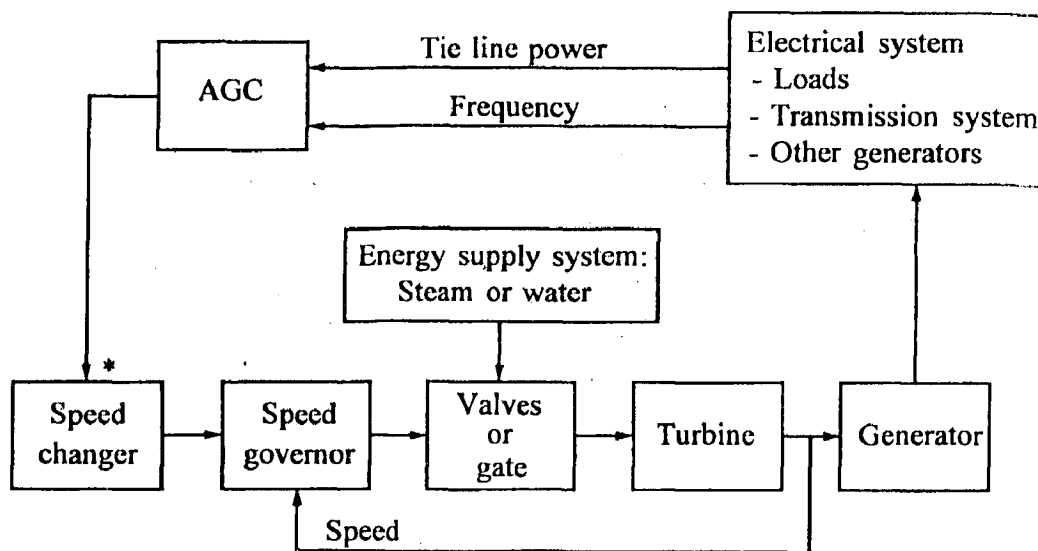 Tie line power
AGC
Frequency
Electrical system
- Loads
- Transmission system
- Other generators
Energy supply system:
Steam or water
*
Speed
changer
Speed
governor
Valves
or
gate
Turbine
Generator
Speed